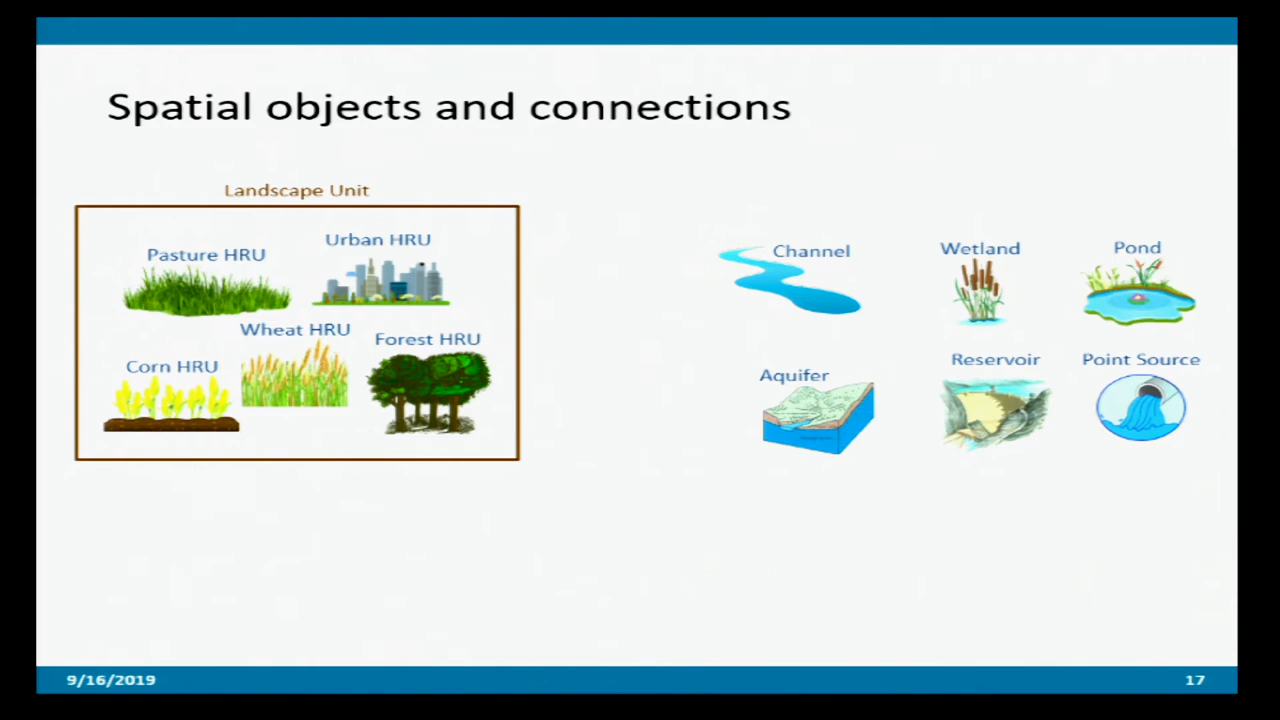 Spatial objects and connections
Landscape Unit
Pasture HRU
Urban HRU
Wheat HRU
Forest HRU
Corn HRU
Channel
Wetland
Pond
Aquifer
Reservoir
Point Source
9/16/2019
17